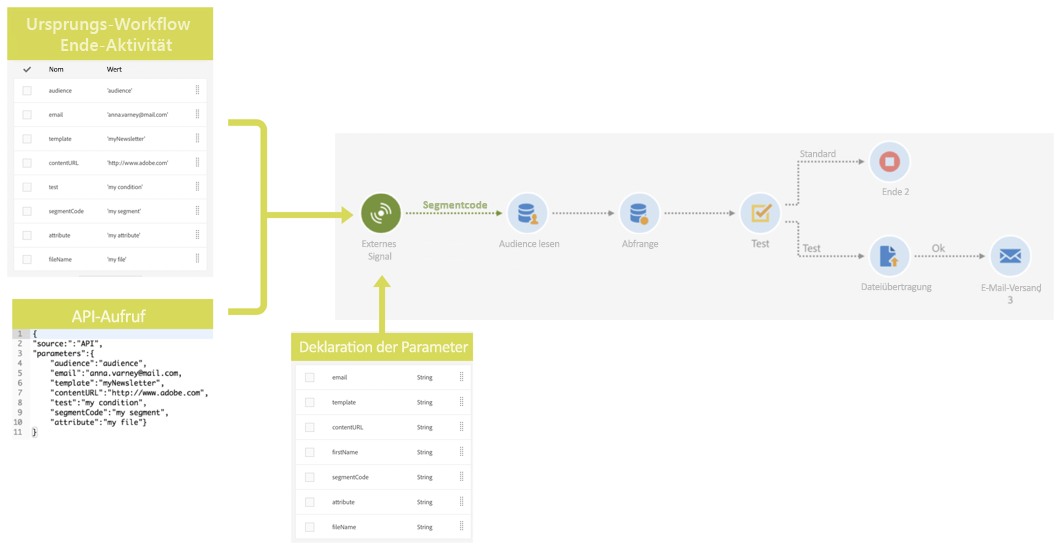 Ursprungs-Workflow
Ende-Aktivität
Nom Wert
audience 'audience'
email 'anna.varney@mail.com'
template 'myNewsletter'
contentURL 'http://www.adobe.com'
test 'my condition'
segmentCode 'my segment'
attribute 'my attribute'
fileName 'my file'
API-Aufruf
1 {
2 "source:":"API",
3 "parameters":{
4 "audience":"audience",
5 "email":"anna.varney@mail.com,
6 "template":"myNewsletter",
7 "contentURL":"http://www.adobe.com",
8 "test":"my condition",
9 "segmentCode":"my segment",
10 "attribute":"my file"}
11 }
Deklaration der Parameter
email String
template String
contentURL String
firstName String
segmentCode String
attribute String
fileName String
Externes
Signal
Segmentcode
Audience lesen
Abfrange
Test
Standard
Ende 2
Test
Dateiübertragung
Ok
E-Mail-Versand
3